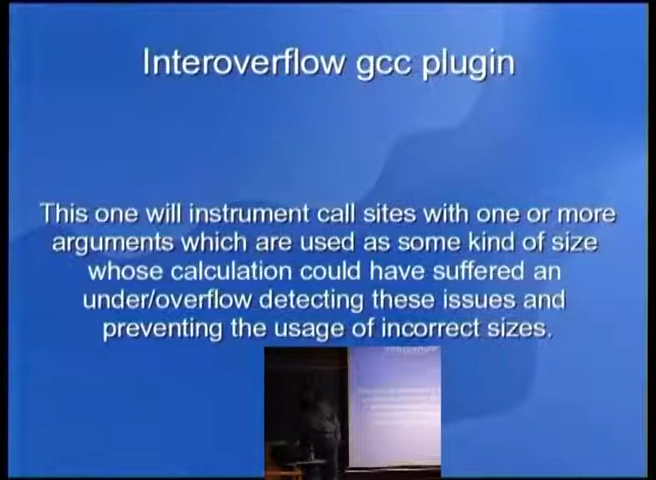 Interoverflow gcc plugin
This one will instrument call sites with one or more
arguments which are used as some kind of size
whose calculation could have suffered an
under/overflow detecting these issues and
preventing the usage of incorrect sizes.